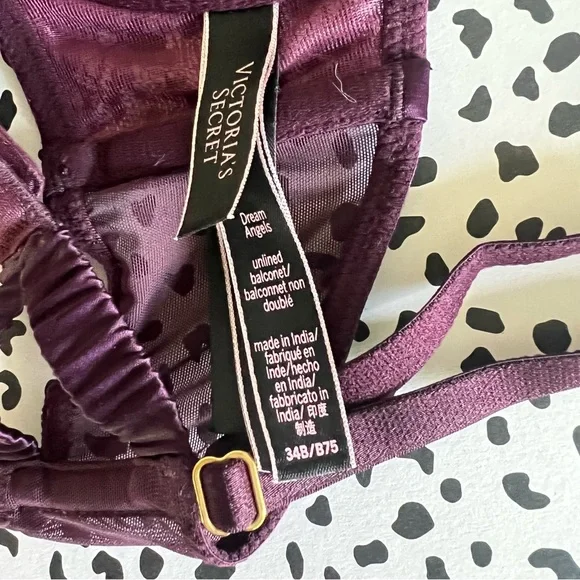 VICTORIA'S
SECRET
Dream
Angels
unlined
balconet/
balconnet non
doublé
made in India/
fabriqué en
Inde/hecho
en India/
fabbricato in
India/ 印度
制造
34B/B75